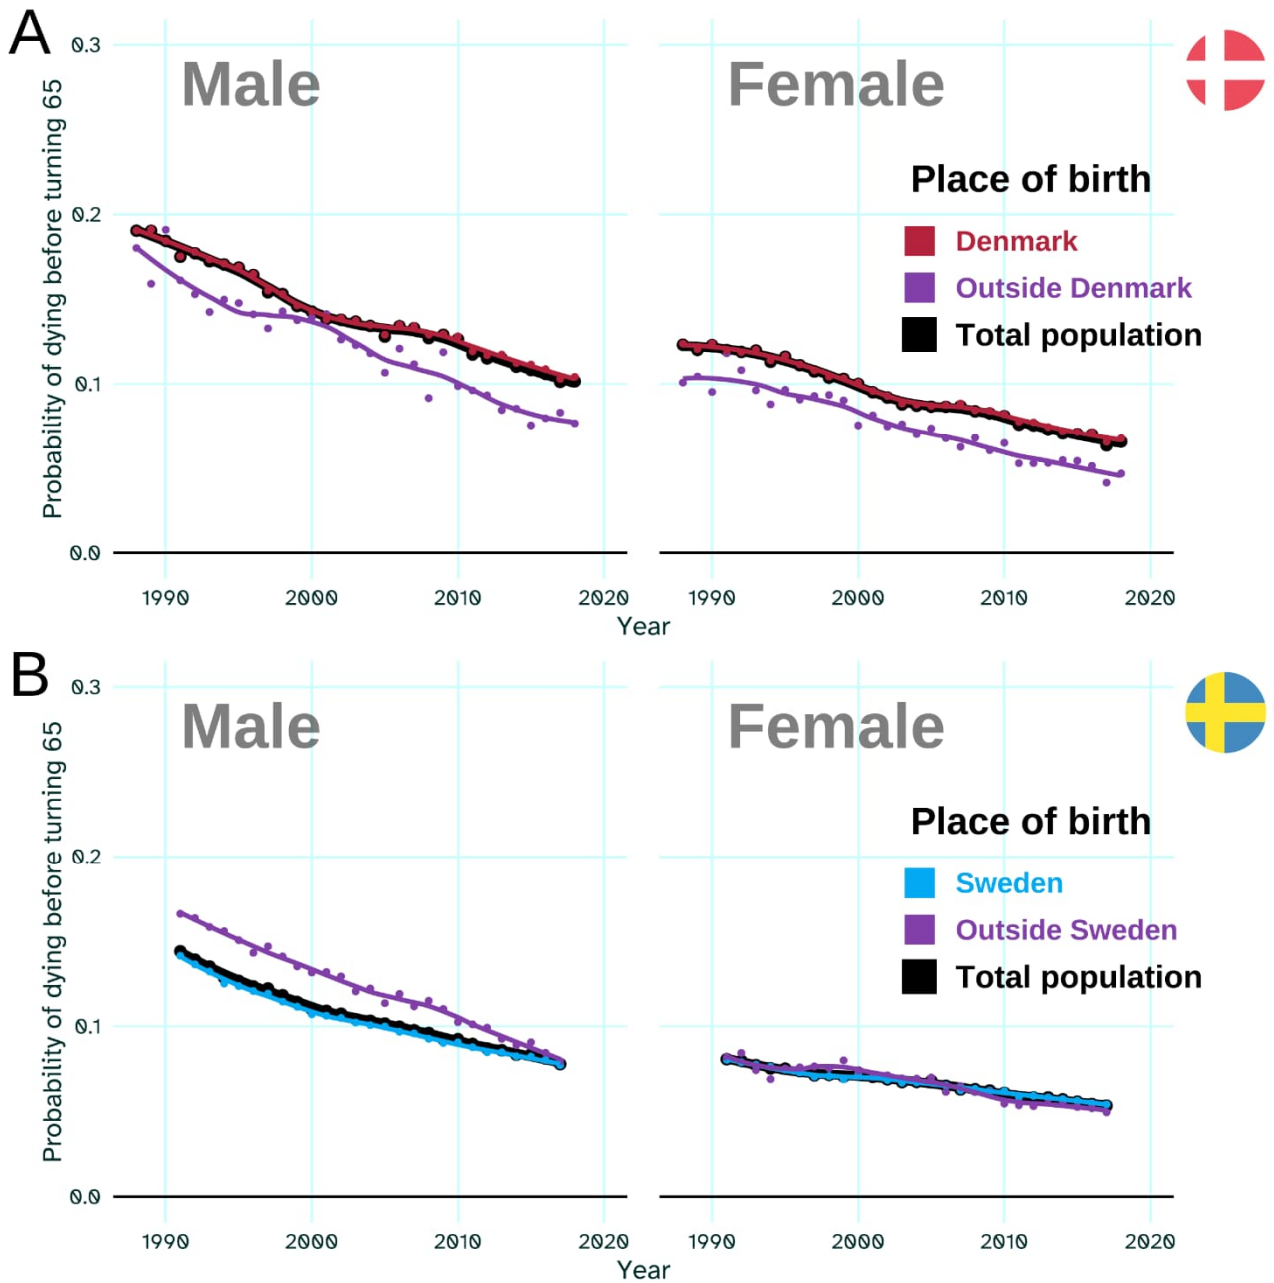 A
Male
Female
Probability of dying before turning 65
0.3
0.2
0.1
0.0
Place of birth
Denmark
Outside Denmark
Total population
1990 2000 2010 2020 1990 2000 2010 2020
Year
B
Male
Female
Probability of dying before turning 65
0.3
0.2
0.1
0.0
Place of birth
Sweden
Outside Sweden
Total population
1990 2000 2010 2020 1990 2000 2010 2020
Year